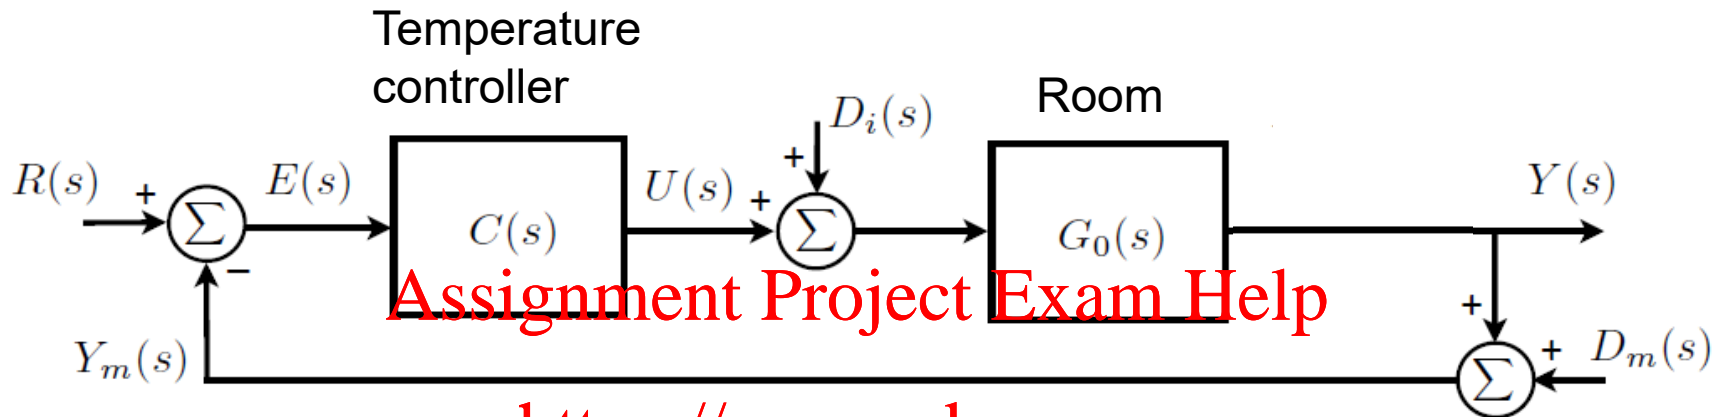 Temperature
controller
Room
D_i(s)
R(s)
+
E(s)
U(s)
+
+
Y(s)
Σ
C(s)
Σ
G_0(s)
−
Assignment Project Exam Help
+
Y_m(s)
Σ
+
D_m(s)